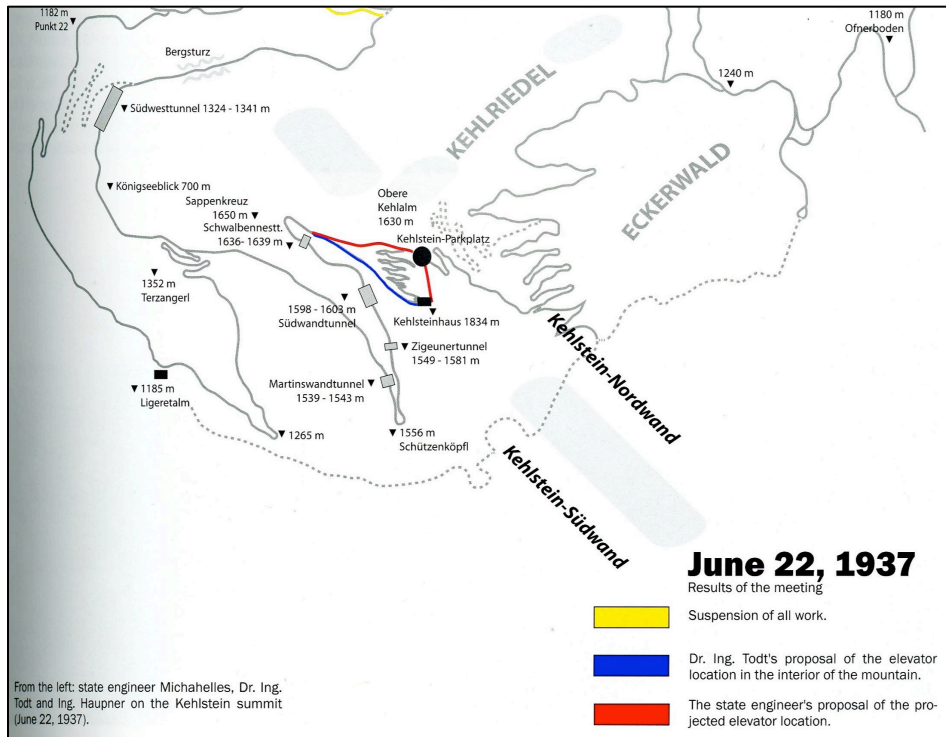 1182 m
Punkt 22
Bergsturz
1180 m
Ofnerboden
1240 m
KEHLRIEDEL
ECKERWALD
Südwesttunnel 1324 - 1341 m
Königseeblick 700 m
Sappenkreuz
1650 m
Schwalbennestt.
1636- 1639 m
Obere
Kehlalm
1630 m
Kehlstein-Parkplatz
1352 m
Terzangerl
1598 - 1603 m
Südwandtunnel
Kehlsteinhaus 1834 m
Zigeunertunnel
1549 - 1581 m
Martinswandtunnel
1539 - 1543 m
1185 m
Ligeretalm
1265 m
1556 m
Schützenköpfl
Kehlstein-Nordwand
Kehlstein-Südwand
June 22, 1937
Results of the meeting
Suspension of all work.
Dr. Ing. Todt's proposal of the elevator
location in the interior of the mountain.
The state engineer's proposal of the pro-
jected elevator location.
From the left: state engineer Michahelles, Dr. Ing.
Todt and Ing. Haupner on the Kehlstein summit
(June 22, 1937).